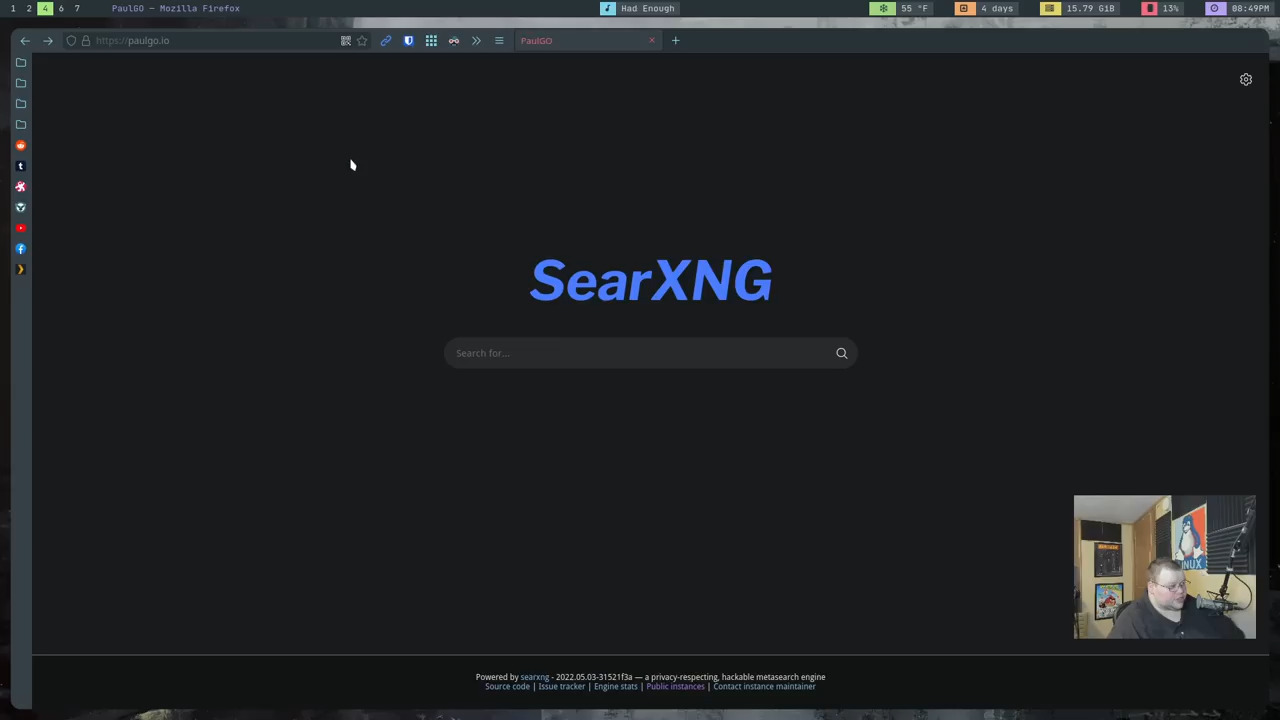 1 2 4 6 7 PaulGO — Mozilla Firefox Had Enough 55 °F 4 days 15.79 GiB 13% 08:49PM
https://paulgo.io PaulGO
SearXNG
Search for...
NUX
Powered by searxng - 2022.05.03-31521f3a — a privacy-respecting, hackable metasearch engine
Source code | Issue tracker | Engine stats | Public instances | Contact instance maintainer